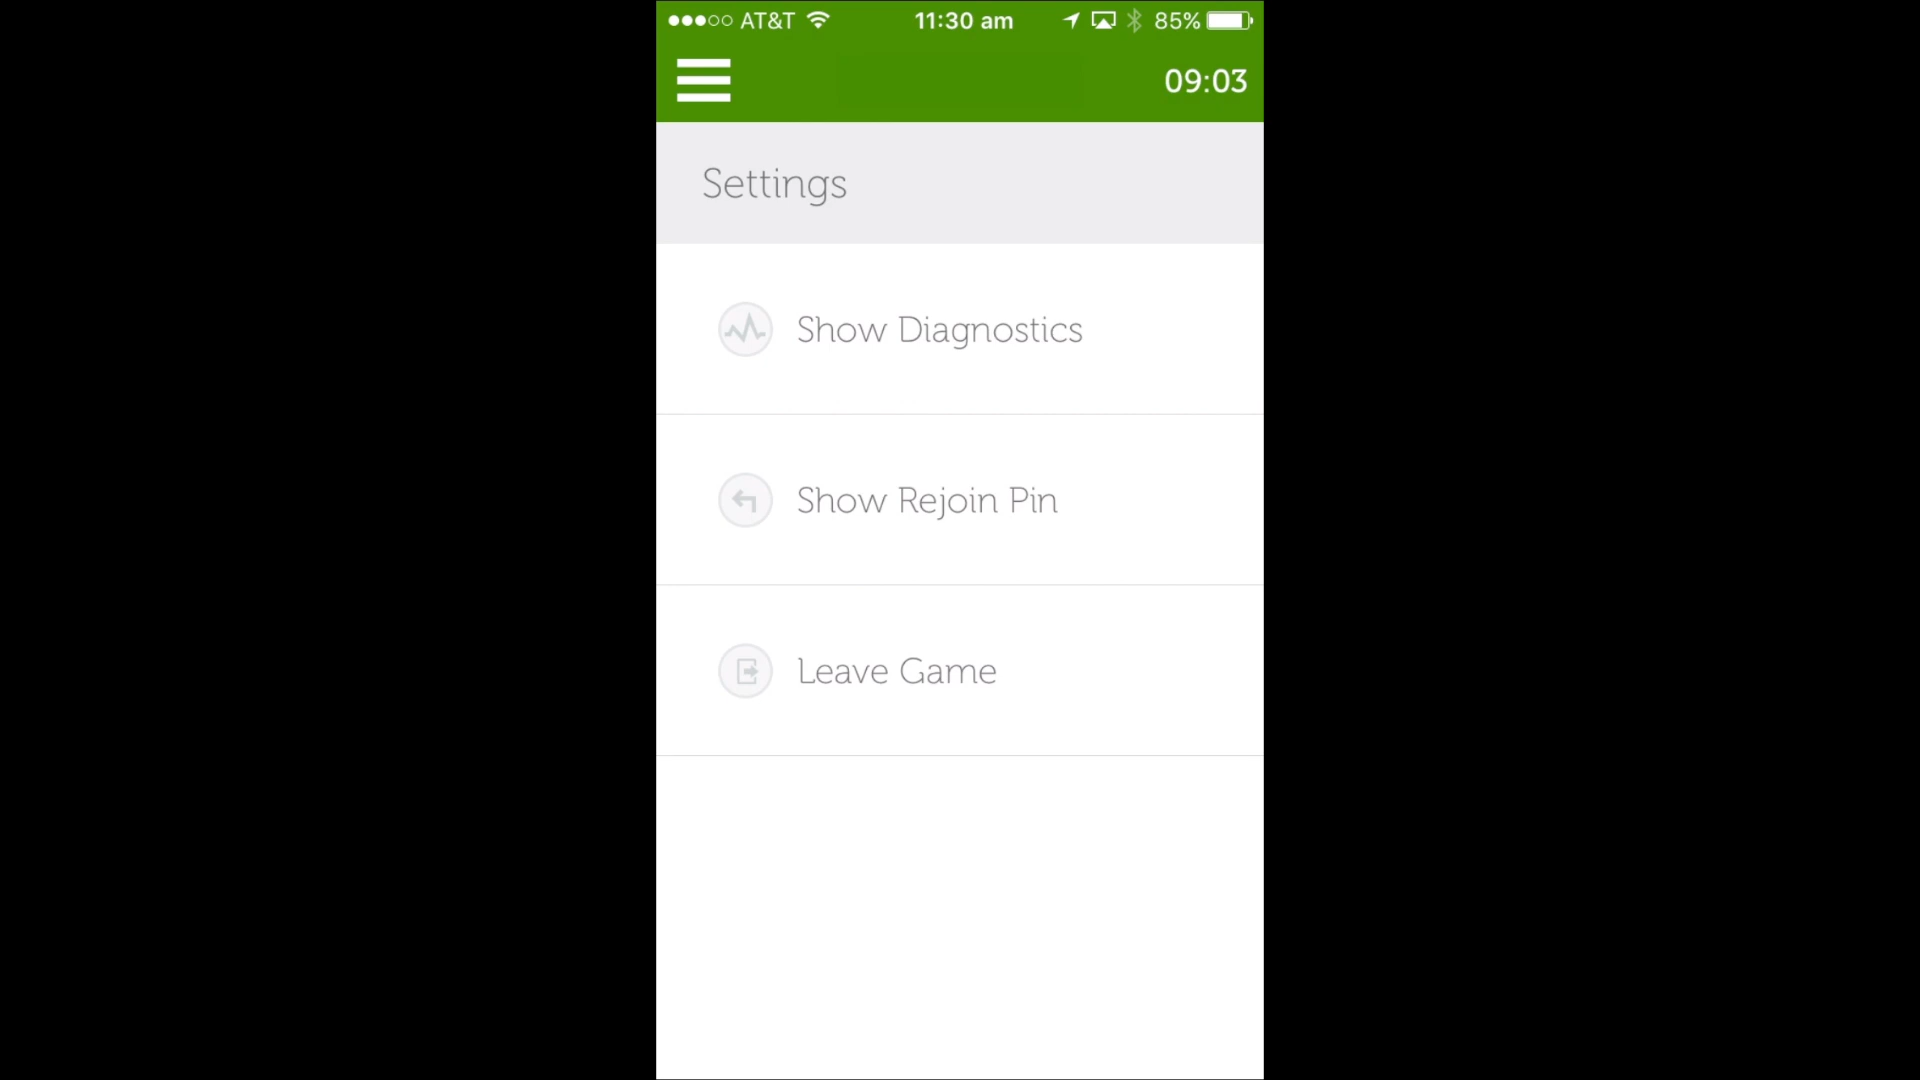 AT&T 11:30 am 85%
09:03
Settings
Show Diagnostics
Show Rejoin Pin
Leave Game